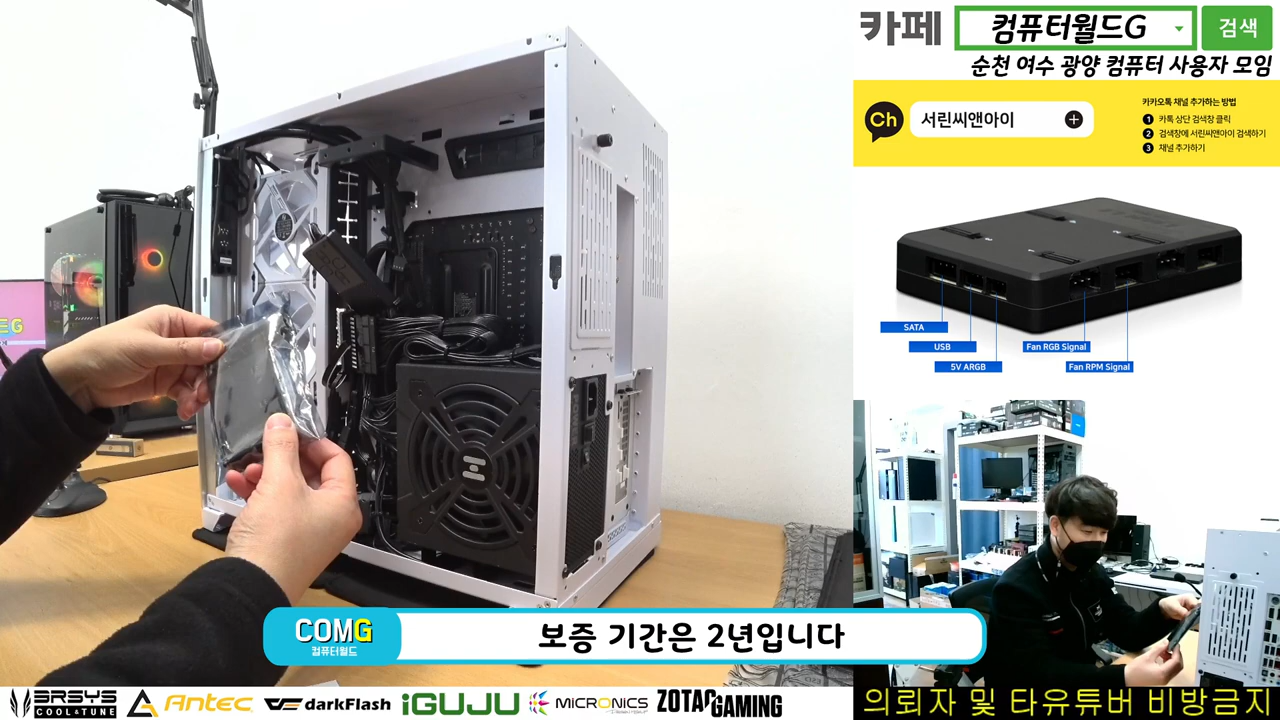 카페 컴퓨터월드G 검색
순천 여수 광양 컴퓨터 사용자 모임
Ch 서린씨앤아이
카카오톡 채널 추가하는 방법
1 카톡 상단 검색창 클릭
2 검색창에 서린씨앤아이 검색하기
3 채널 추가하기
SATA
USB
5V ARGB
Fan RGB Signal
Fan RPM Signal
COMG
컴퓨터월드
보증 기간은 2년입니다
3RSYS
COOL & TUNE
Antec
darkFlash
iGUJU
MICRONICS
ZOTAC GAMING
의뢰자 및 타유튜버 비방금지